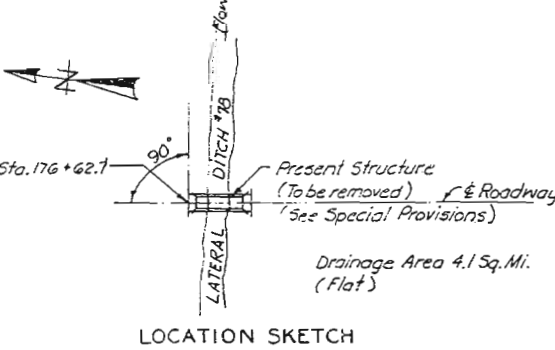 Flow
N
Sta. 176+62.7
90°
LATERAL DITCH #78
Present Structure
(To be removed)
(See Special Provisions)
℄ Roadway
Drainage Area 4.1 Sq. Mi.
(Flat)
LOCATION SKETCH